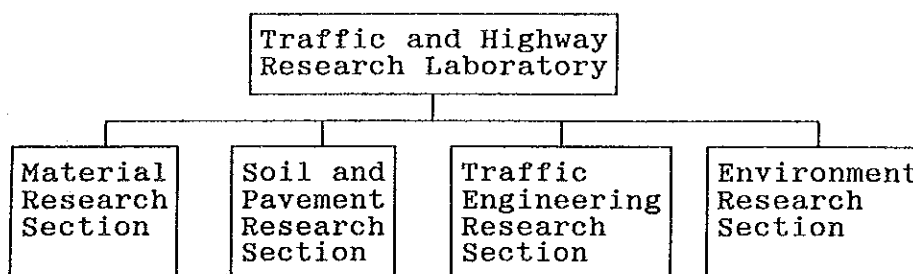 Traffic and Highway
Research Laboratory
Material
Research
Section
Soil and
Pavement
Research
Section
Traffic
Engineering
Research
Section
Environment
Research
Section